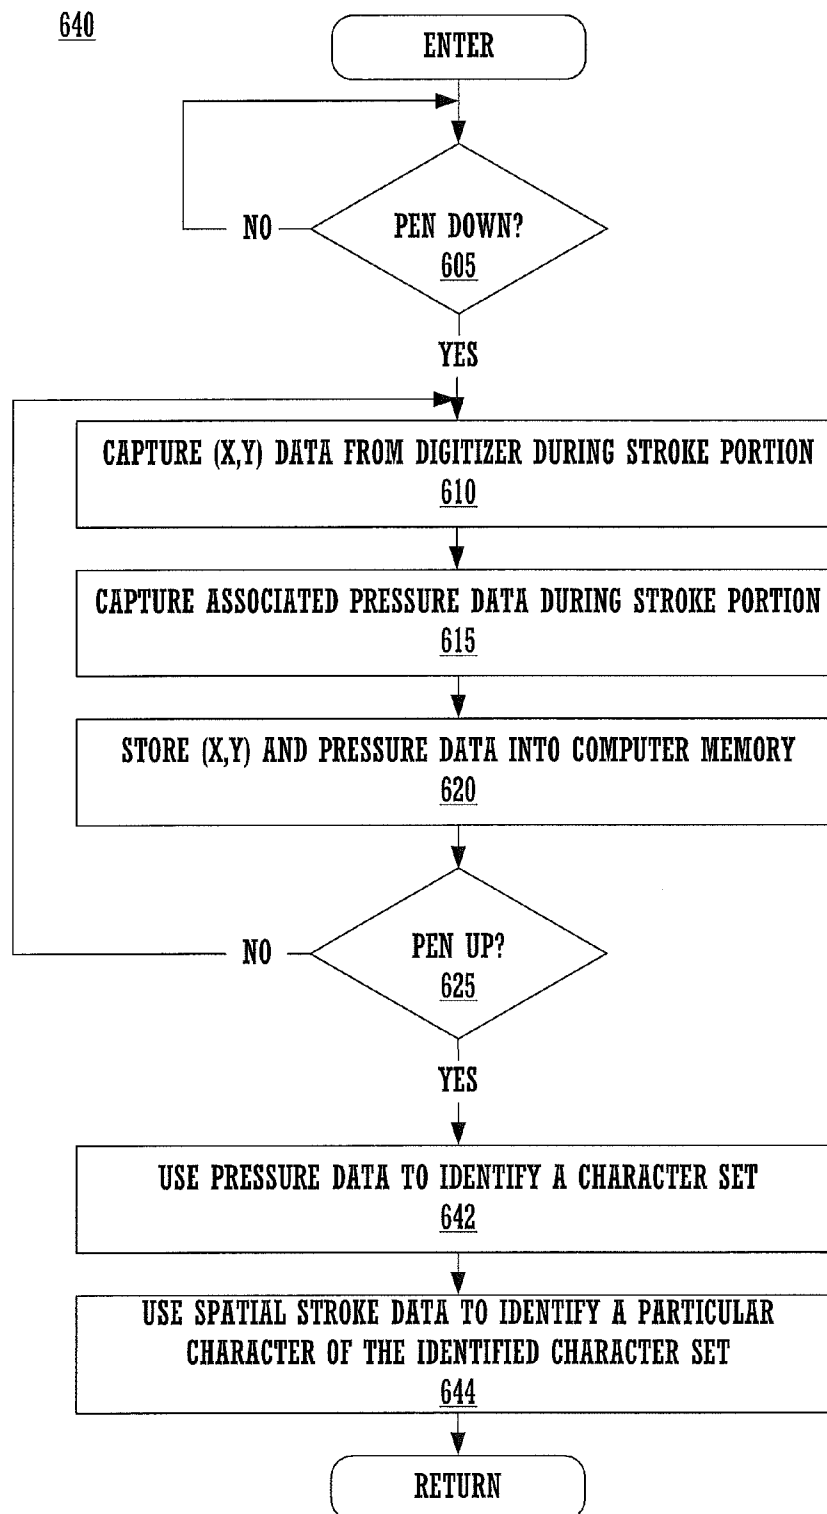 640
ENTER
PEN DOWN?
605
NO
YES
CAPTURE (X,Y) DATA FROM DIGITIZER DURING STROKE PORTION
610
CAPTURE ASSOCIATED PRESSURE DATA DURING STROKE PORTION
615
STORE (X,Y) AND PRESSURE DATA INTO COMPUTER MEMORY
620
PEN UP?
625
NO
YES
USE PRESSURE DATA TO IDENTIFY A CHARACTER SET
642
USE SPATIAL STROKE DATA TO IDENTIFY A PARTICULAR
CHARACTER OF THE IDENTIFIED CHARACTER SET
644
RETURN